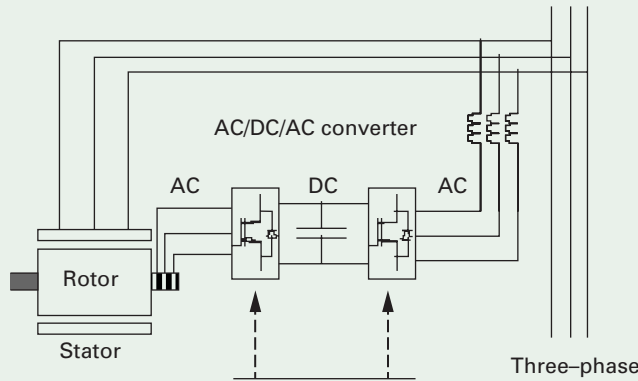 AC/DC/AC converter
AC
DC
AC
Rotor
Stator
Three–phase